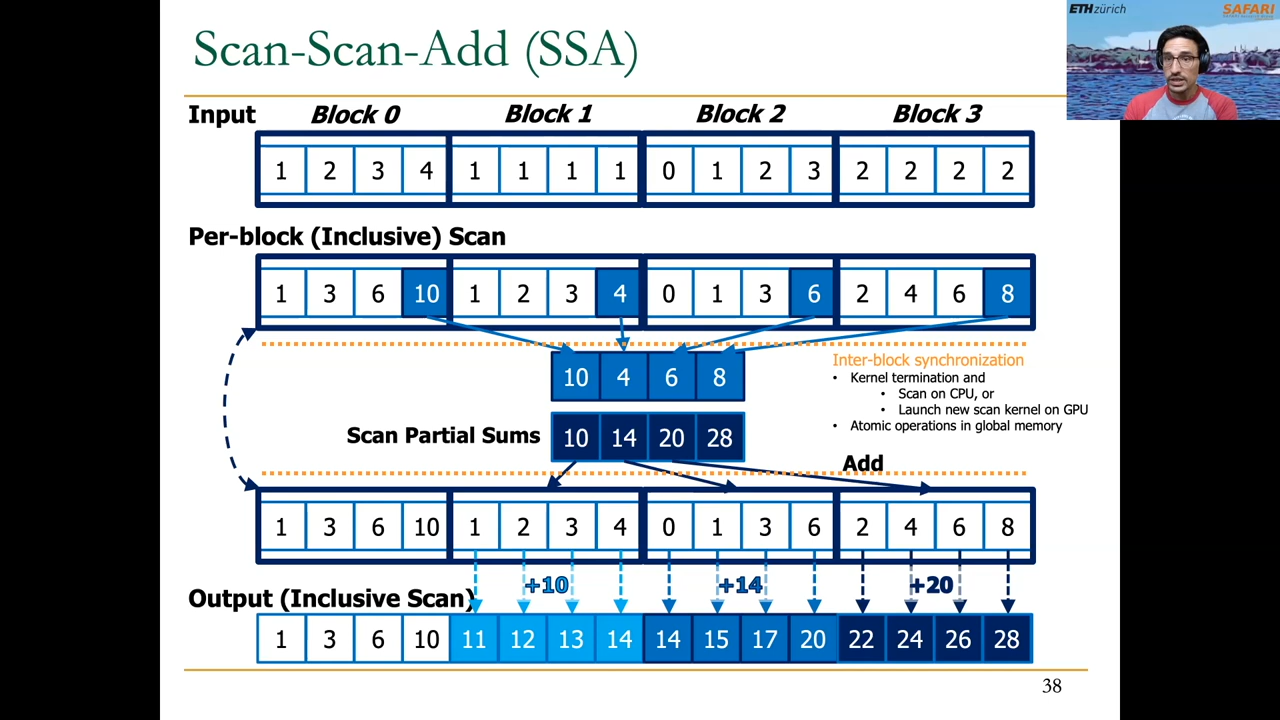 ETH zürich
SAFARI
Scan-Scan-Add (SSA)
Input
Block 0 Block 1 Block 2 Block 3
1 2 3 4 1 1 1 1 0 1 2 3 2 2 2 2
Per-block (Inclusive) Scan
1 3 6 10 1 2 3 4 0 1 3 6 2 4 6 8
10 4 6 8
Inter-block synchronization
• Kernel termination and
• Scan on CPU, or
• Launch new scan kernel on GPU
• Atomic operations in global memory
Scan Partial Sums 10 14 20 28
Add
1 3 6 10 1 2 3 4 0 1 3 6 2 4 6 8
+10 +14 +20
Output (Inclusive Scan)
1 3 6 10 11 12 13 14 14 15 17 20 22 24 26 28
38